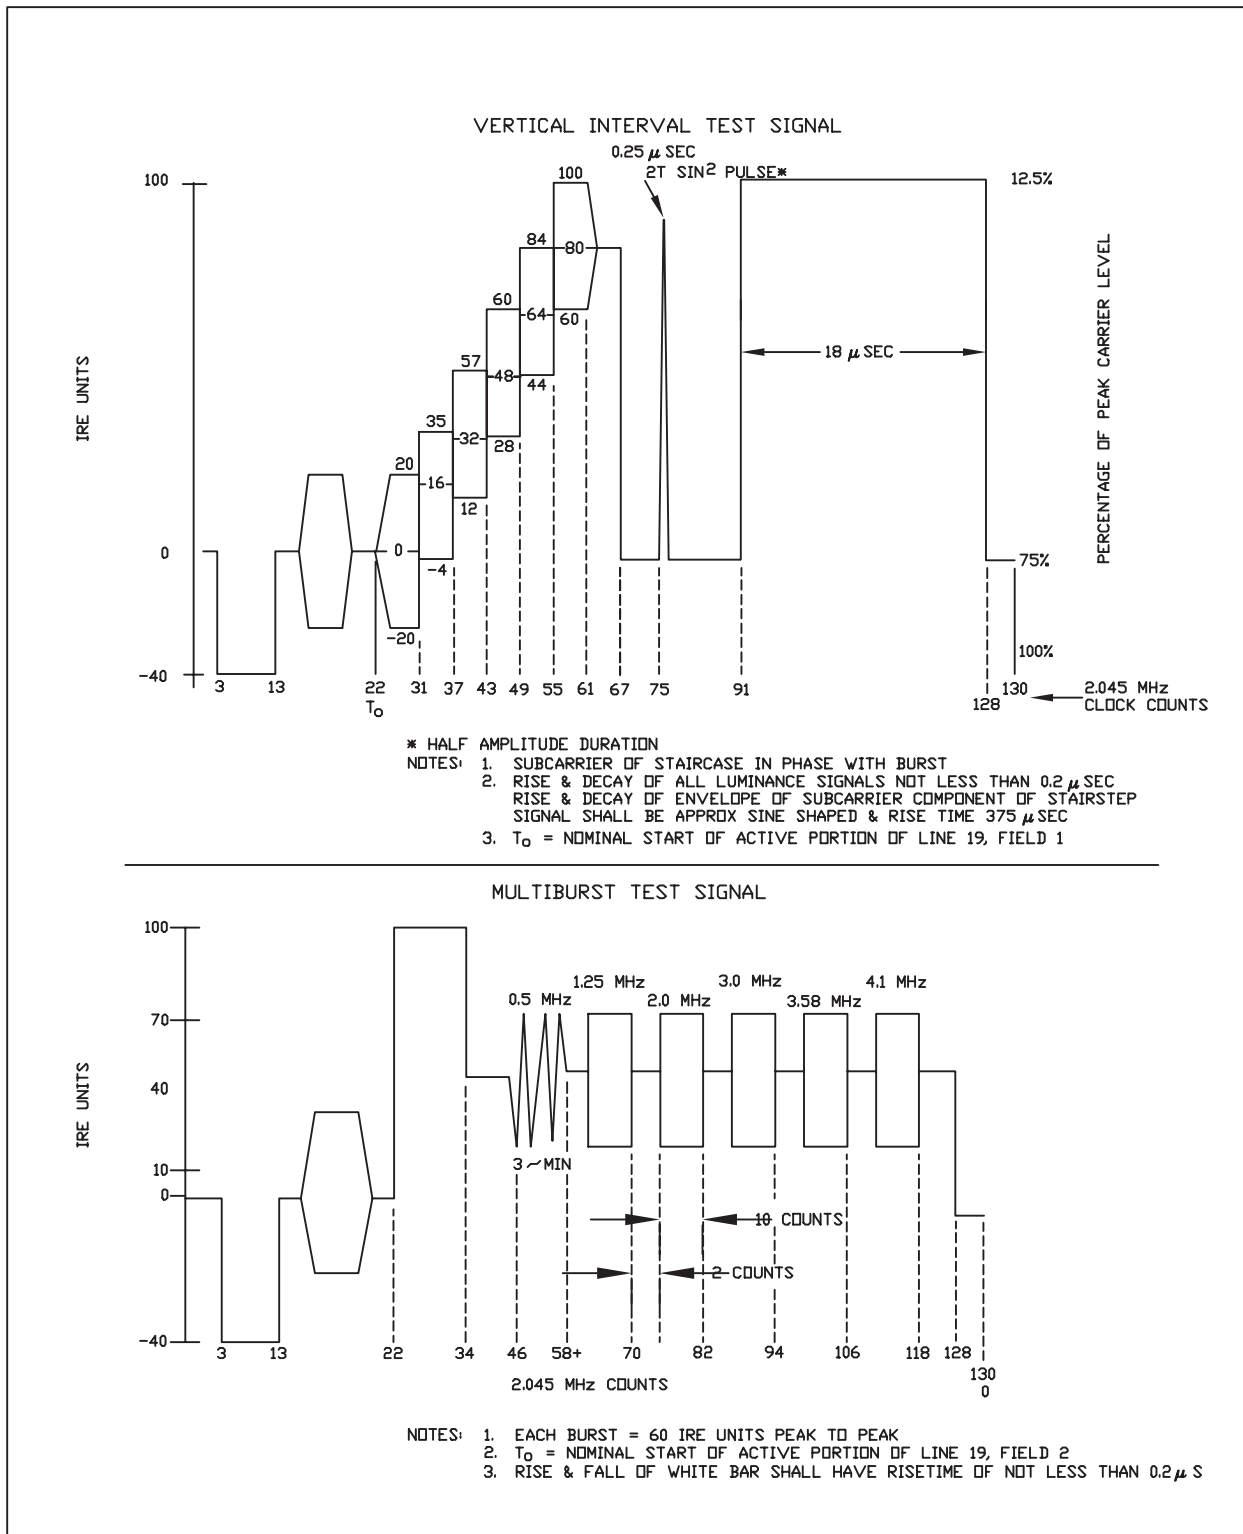 VERTICAL INTERVAL TEST SIGNAL
0.25 µ SEC
2T SIN2 PULSE*
100
100
12.5%
84
80
60
64
60
18 µ SEC
57
48
44
35
32
28
20
16
12
0
0
-4
75%
-20
100%
-40
IRE UNITS
PERCENTAGE OF PEAK CARRIER LEVEL
3 13 22 31 37 43 49 55 61 67 75 91 128 130
TO
2.045 MHz
CLOCK COUNTS
* HALF AMPLITUDE DURATION
NOTES: 1. SUBCARRIER OF STAIRCASE IN PHASE WITH BURST
2. RISE & DECAY OF ALL LUMINANCE SIGNALS NOT LESS THAN 0.2 µ SEC
RISE & DECAY OF ENVELOPE OF SUBCARRIER COMPONENT OF STAIRSTEP
SIGNAL SHALL BE APPROX SINE SHAPED & RISE TIME 375 µ SEC
3. TO = NOMINAL START OF ACTIVE PORTION OF LINE 19, FIELD 1
MULTIBURST TEST SIGNAL
100
70
40
10
0
-40
IRE UNITS
0.5 MHz
1.25 MHz
2.0 MHz
3.0 MHz
3.58 MHz
4.1 MHz
3 ~ MIN
10 COUNTS
2 COUNTS
3 13 22 34 46 58+ 70 82 94 106 118 128
130
0
2.045 MHz COUNTS
NOTES: 1. EACH BURST = 60 IRE UNITS PEAK TO PEAK
2. TO = NOMINAL START OF ACTIVE PORTION OF LINE 19, FIELD 2
3. RISE & FALL OF WHITE BAR SHALL HAVE RISETIME OF NOT LESS THAN 0.2 µ S